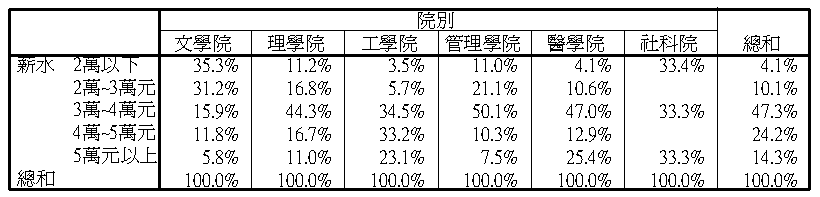 院別
文學院 理學院 工學院 管理學院 醫學院 社科院 總和
薪水 2萬以下 35.3% 11.2% 3.5% 11.0% 4.1% 33.4% 4.1%
2萬~3萬元 31.2% 16.8% 5.7% 21.1% 10.6% 10.1%
3萬~4萬元 15.9% 44.3% 34.5% 50.1% 47.0% 33.3% 47.3%
4萬~5萬元 11.8% 16.7% 33.2% 10.3% 12.9% 24.2%
5萬元以上 5.8% 11.0% 23.1% 7.5% 25.4% 33.3% 14.3%
總和 100.0% 100.0% 100.0% 100.0% 100.0% 100.0% 100.0%